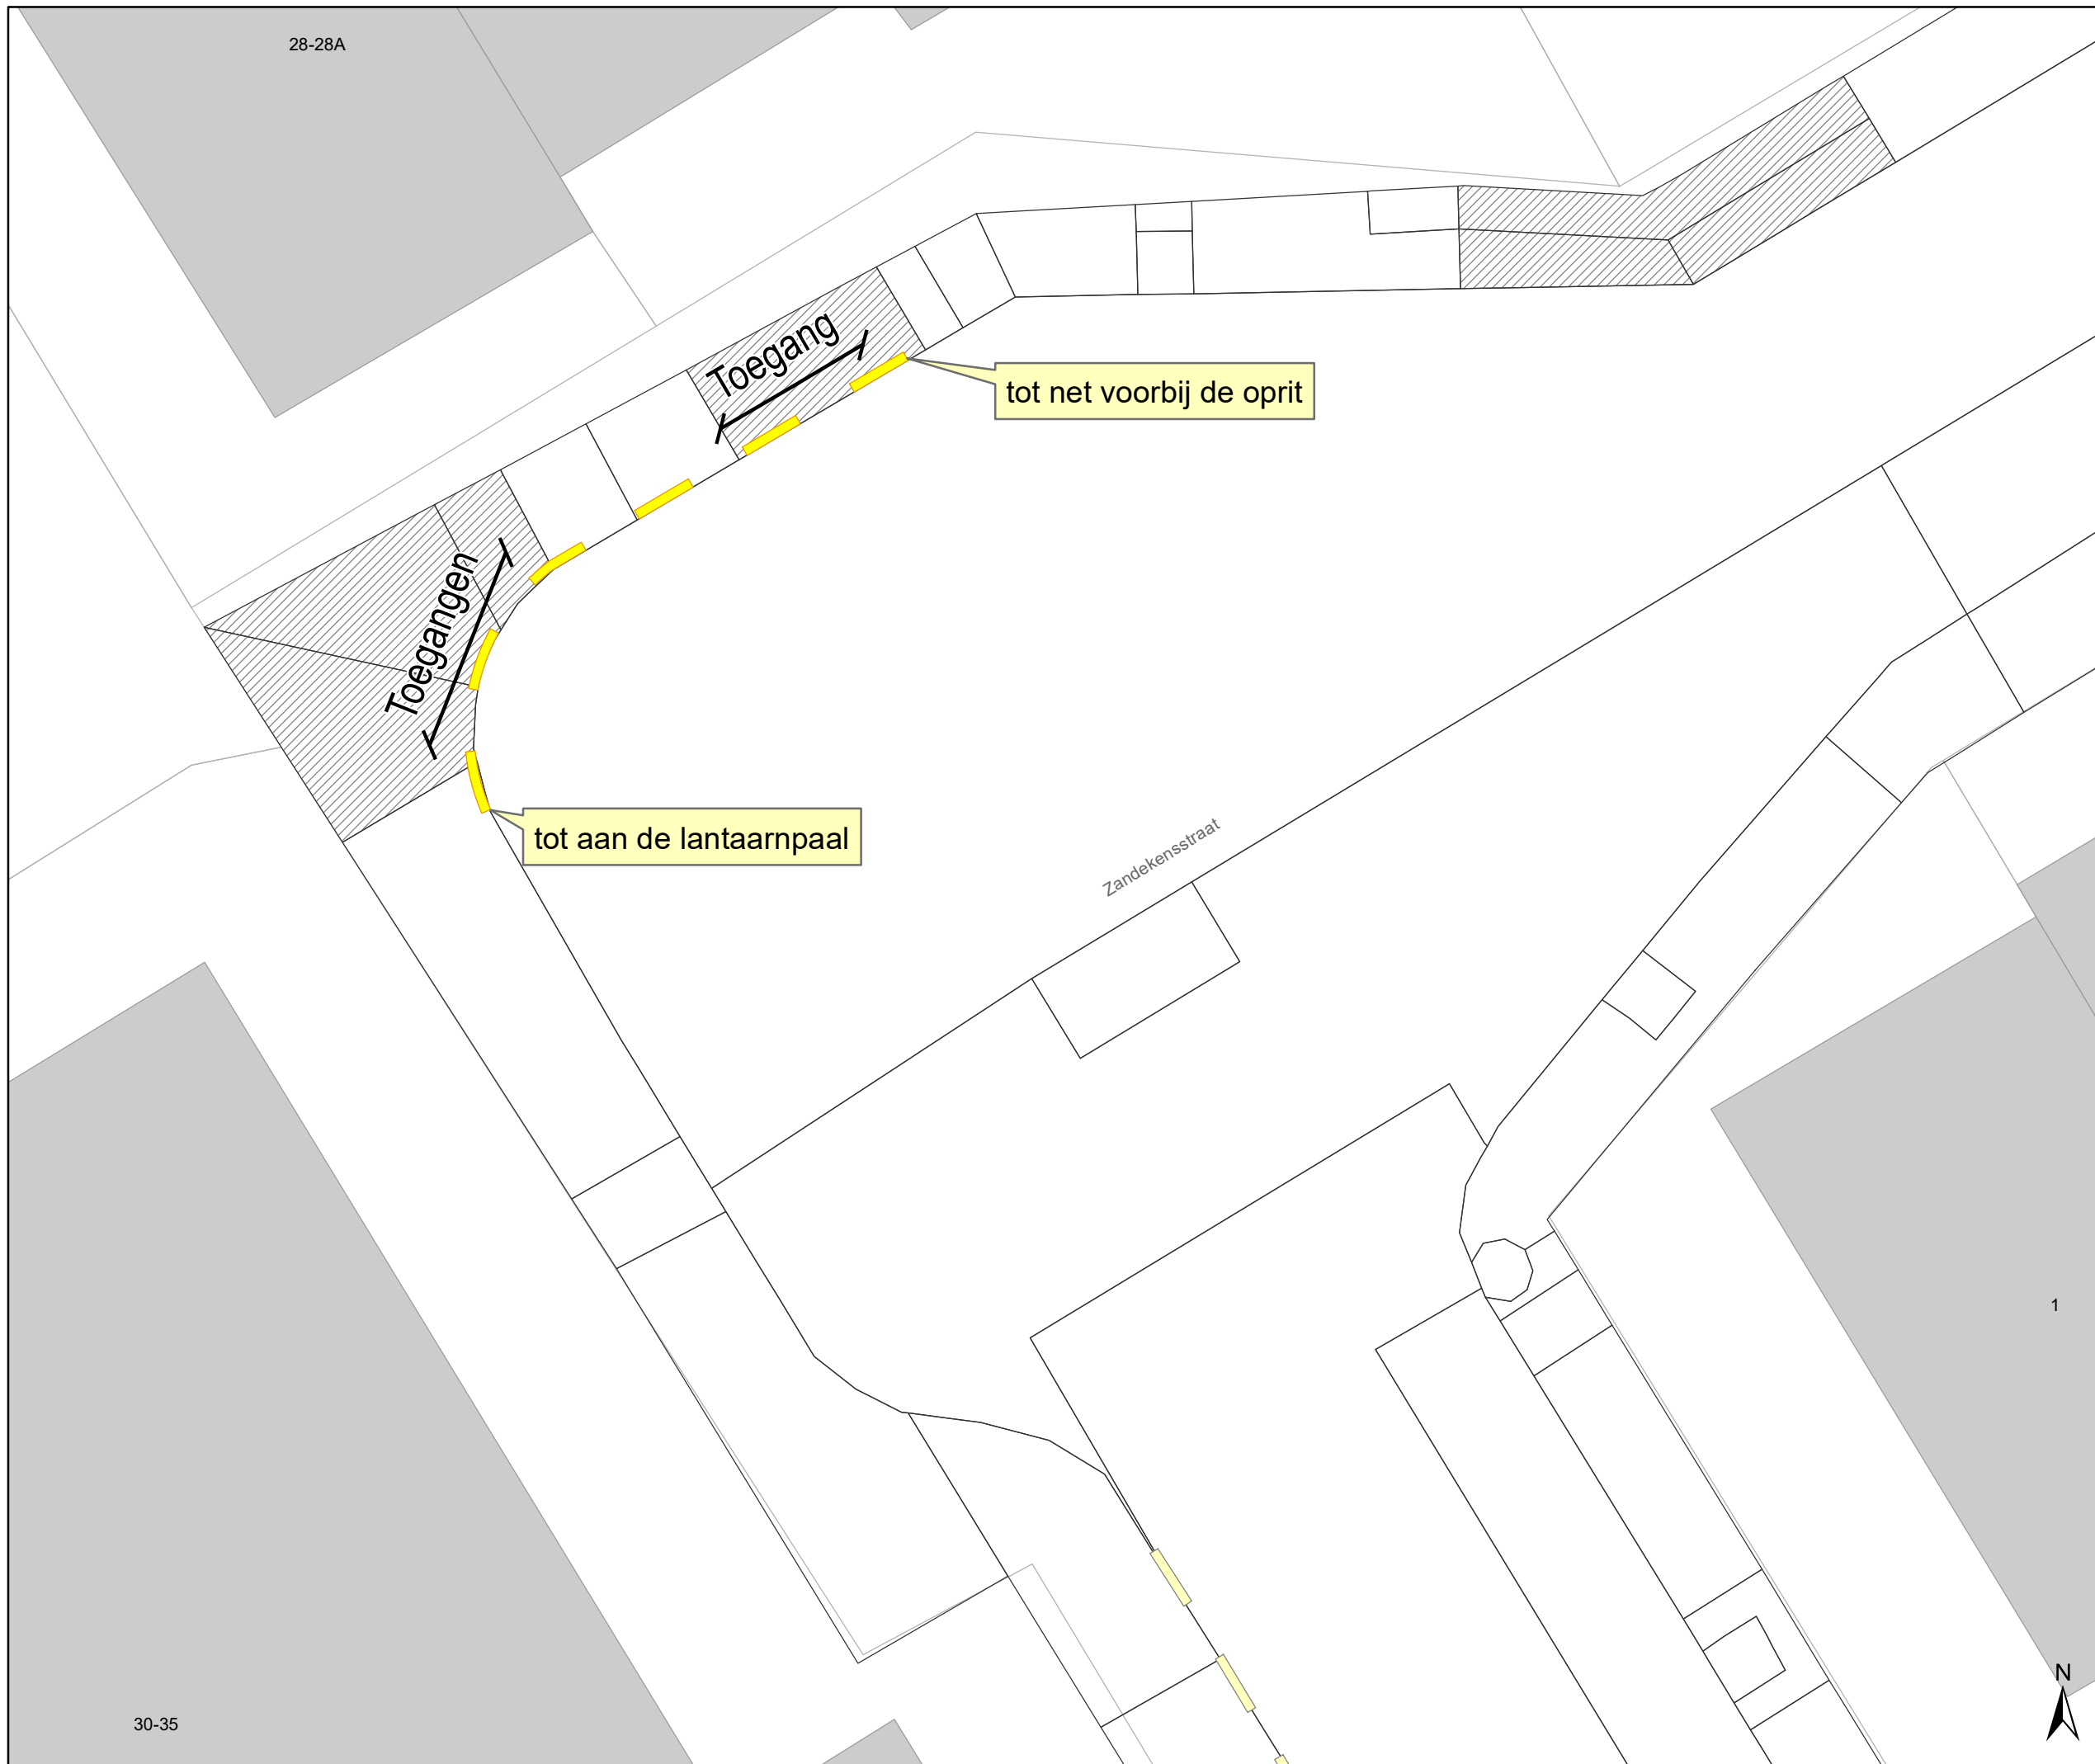 28-28A
Toegang
tot net voorbij de oprit
Toegangen
tot aan de lantaarnpaal
Zandekensstraat
1
N
30-35